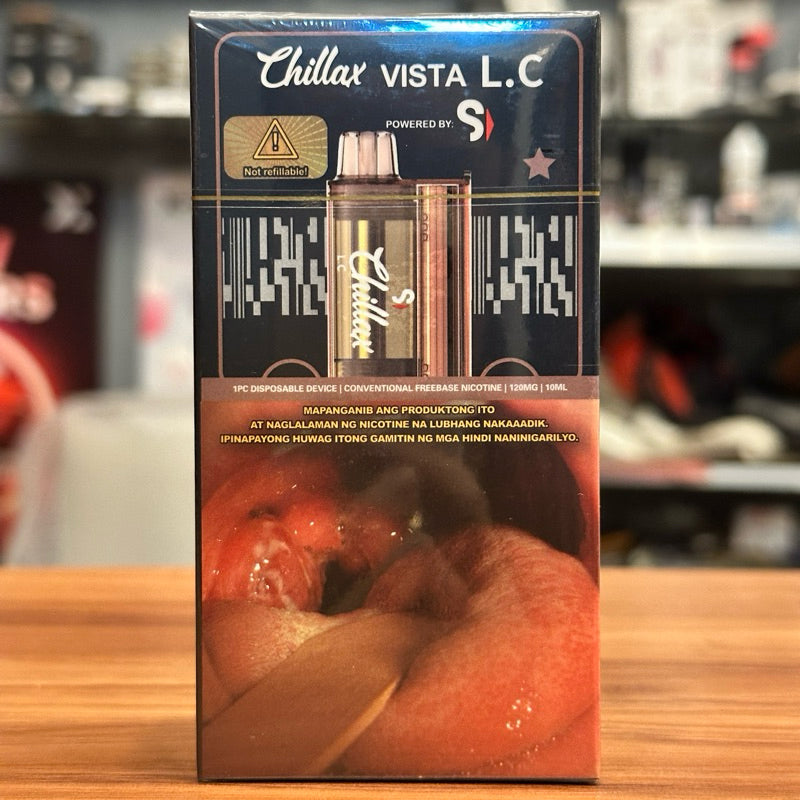 Chillax VISTA L.C
POWERED BY: S
Not refillable!
Chillax
L.C
S
1PC DISPOSABLE DEVICE | CONVENTIONAL FREEBASE NICOTINE | 120MG | 10ML
MAPANGANIB ANG PRODUKTONG ITO
AT NAGLALAMAN NG NICOTINE NA LUBHANG NAKAAADIK.
IPINAPAYONG HUWAG ITONG GAMITIN NG MGA HINDI NANINIGARILYO.